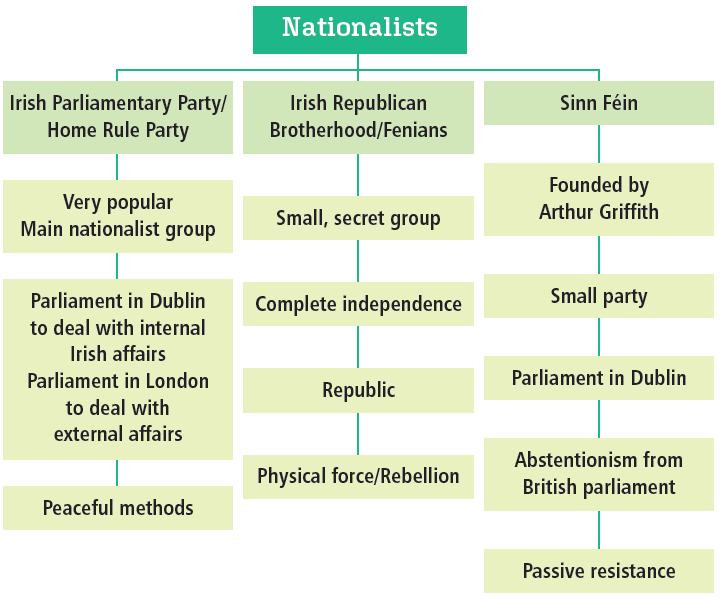 Nationalists
Irish Parliamentary Party/
Home Rule Party
Very popular
Main nationalist group
Parliament in Dublin
to deal with internal
Irish affairs
Parliament in London
to deal with
external affairs
Peaceful methods
Irish Republican
Brotherhood/Fenians
Small, secret group
Complete independence
Republic
Physical force/Rebellion
Sinn Féin
Founded by
Arthur Griffith
Small party
Parliament in Dublin
Abstentionism from
British parliament
Passive resistance